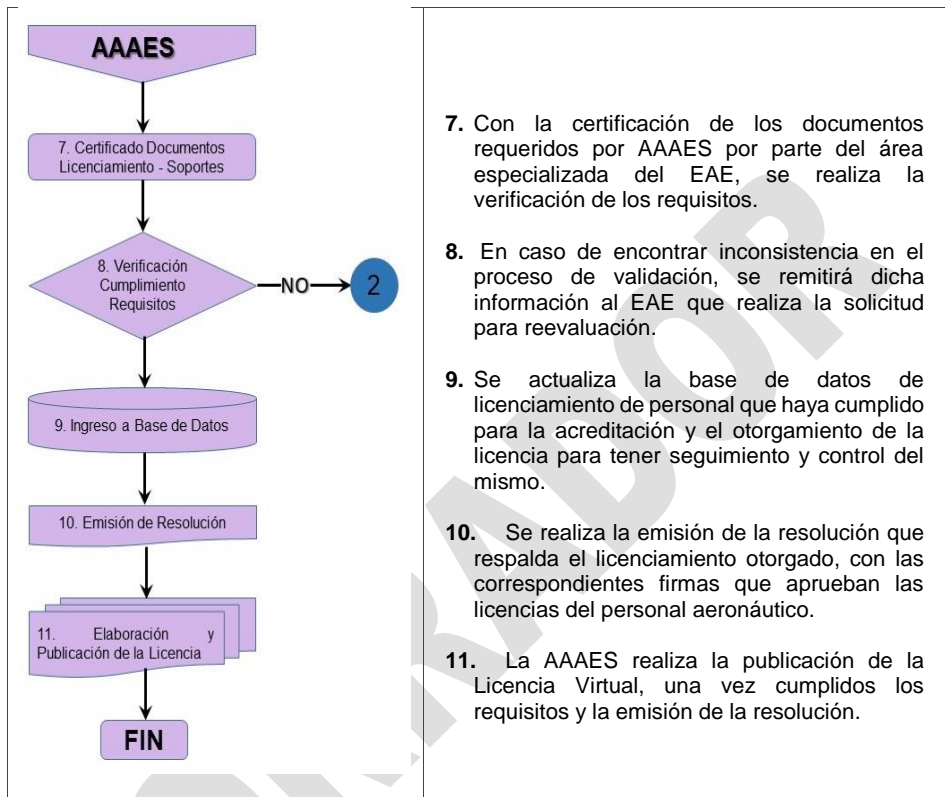 AAAES
7. Certificado Documentos
Licenciamiento - Soportes
8. Verificación
Cumplimiento
Requisitos
NO
2
9. Ingreso a Base de Datos
10. Emisión de Resolución
11. Elaboración y
Publicación de la Licencia
FIN
7. Con la certificación de los documentos
requeridos por AAAES por parte del área
especializada del EAE, se realiza la
verificación de los requisitos.
8. En caso de encontrar inconsistencia en el
proceso de validación, se remitirá dicha
información al EAE que realiza la solicitud
para reevaluación.
9. Se actualiza la base de datos de
licenciamiento de personal que haya cumplido
para la acreditación y el otorgamiento de la
licencia para tener seguimiento y control del
mismo.
10. Se realiza la emisión de la resolución que
respalda el licenciamiento otorgado, con las
correspondientes firmas que aprueban las
licencias del personal aeronáutico.
11. La AAAES realiza la publicación de la
Licencia Virtual, una vez cumplidos los
requisitos y la emisión de la resolución.
RRADOR